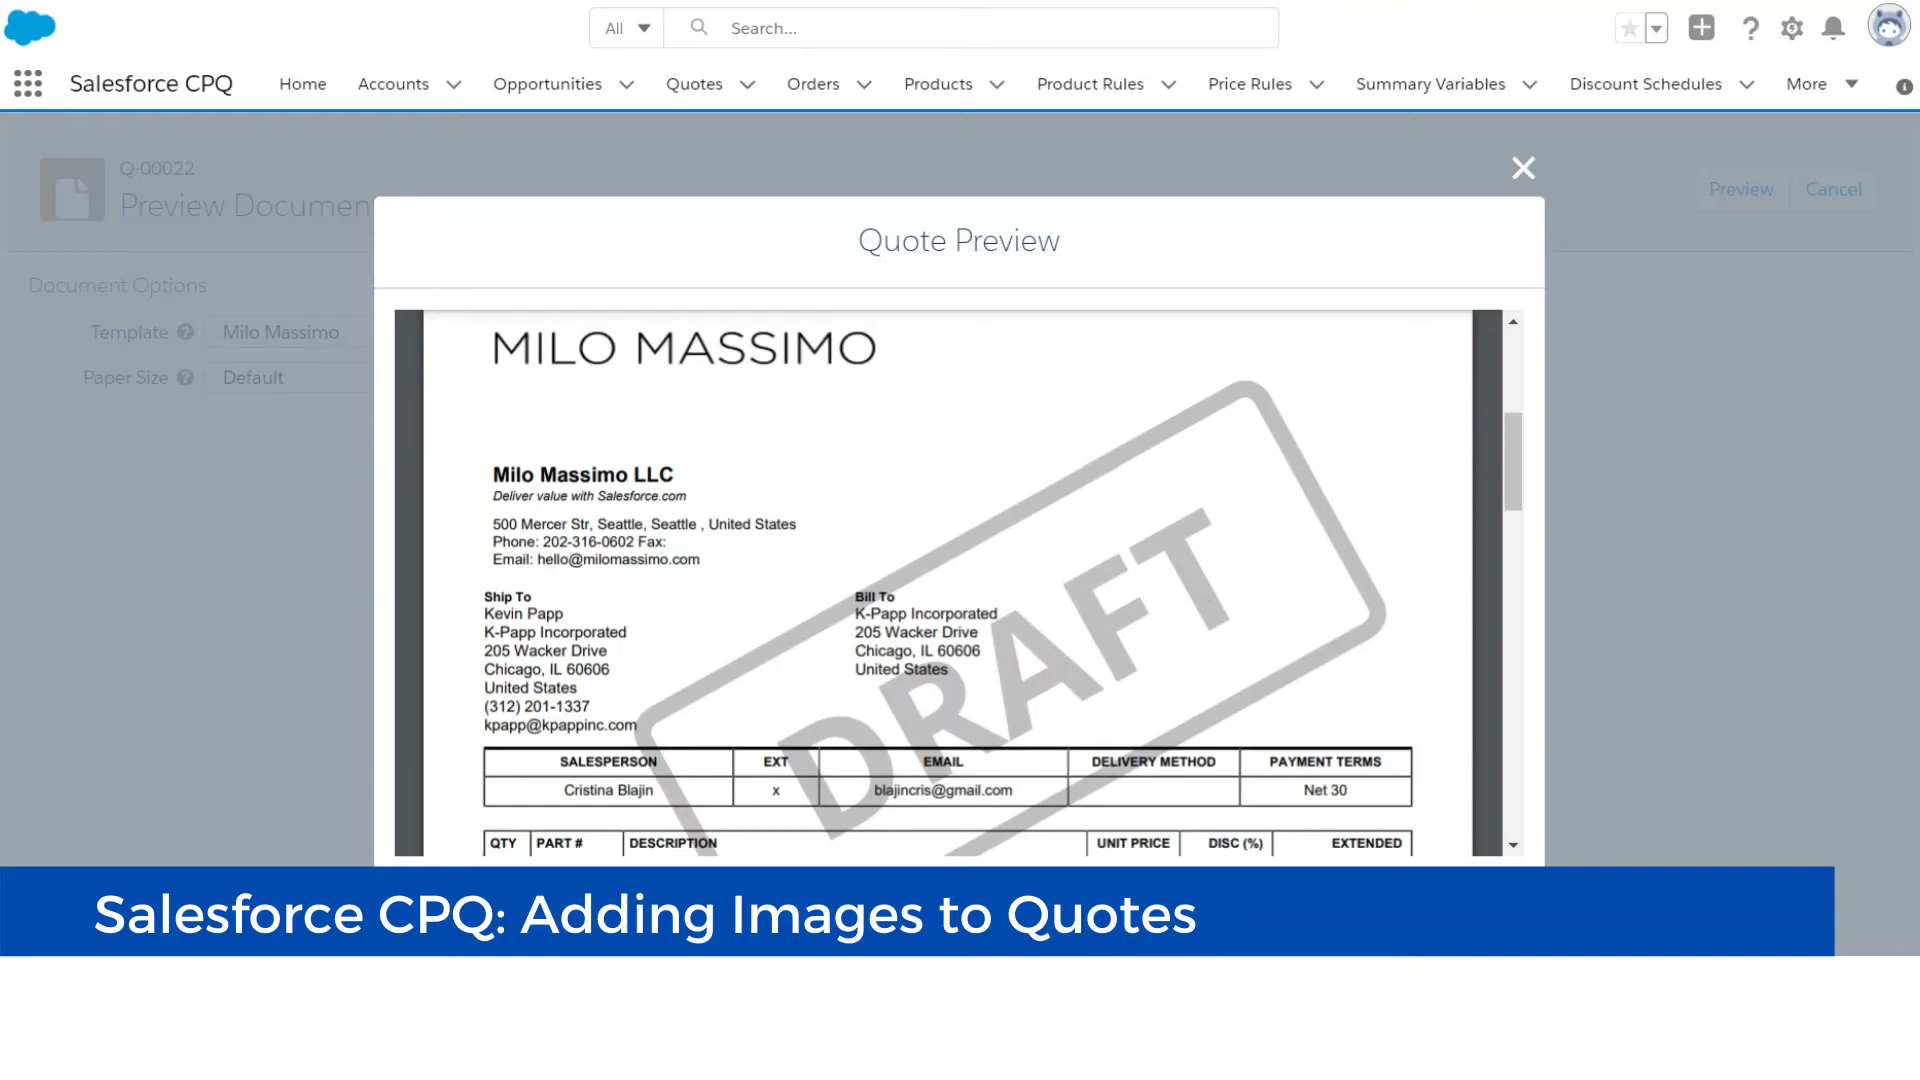 All
Search...
Salesforce CPQ
Home
Accounts
Opportunities
Quotes
Orders
Products
Product Rules
Price Rules
Summary Variables
Discount Schedules
More
Q-00022
Preview Documen
Preview
Cancel
Document Options
Template
Milo Massimo
Paper Size
Default
Quote Preview
MILO MASSIMO
Milo Massimo LLC
Deliver value with Salesforce.com
500 Mercer Str, Seattle, Seattle , United States
Phone: 202-316-0602 Fax:
Email: hello@milomassimo.com
Ship To
Kevin Papp
K-Papp Incorporated
205 Wacker Drive
Chicago, IL 60606
United States
(312) 201-1337
kpapp@kpappinc.com
Bill To
K-Papp Incorporated
205 Wacker Drive
Chicago, IL 60606
United States
DRAFT
SALESPERSON EXT EMAIL DELIVERY METHOD PAYMENT TERMS
Cristina Blajin x blajincris@gmail.com Net 30
QTY PART # DESCRIPTION UNIT PRICE DISC (%) EXTENDED
Salesforce CPQ: Adding Images to Quotes